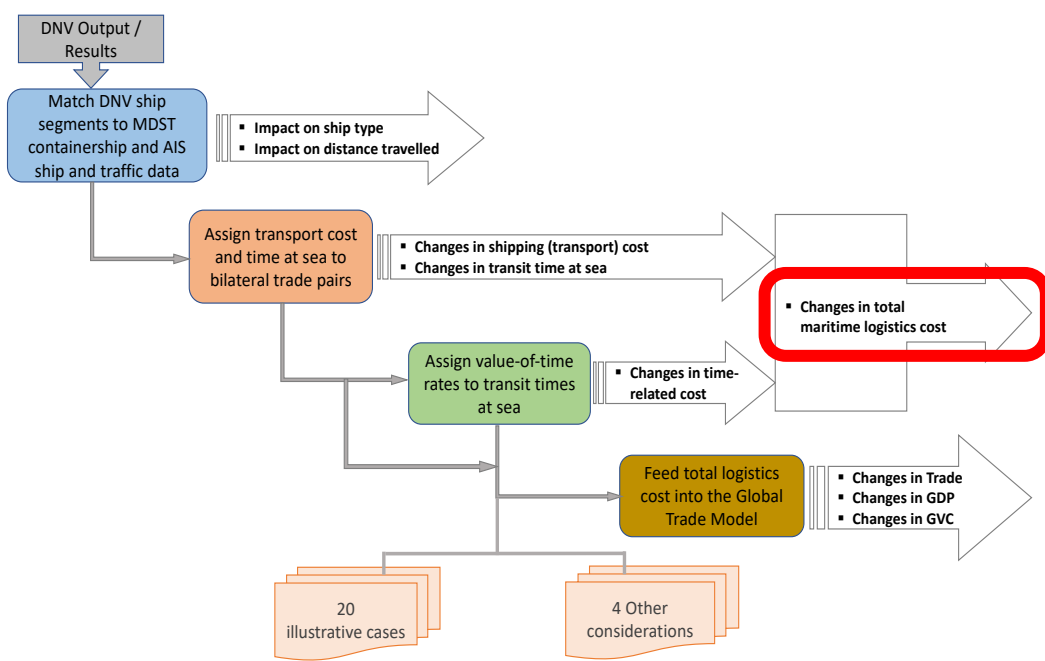 DNV Output /
Results
Match DNV ship
segments to MDST
containership and AIS
ship and traffic data
▪ Impact on ship type
▪ Impact on distance travelled
Assign transport cost
and time at sea to
bilateral trade pairs
▪ Changes in shipping (transport) cost
▪ Changes in transit time at sea
▪ Changes in total
maritime logistics cost
Assign value-of-time
rates to transit times
at sea
▪ Changes in time-
related cost
Feed total logistics
cost into the Global
Trade Model
▪ Changes in Trade
▪ Changes in GDP
▪ Changes in GVC
20
illustrative cases
4 Other
considerations